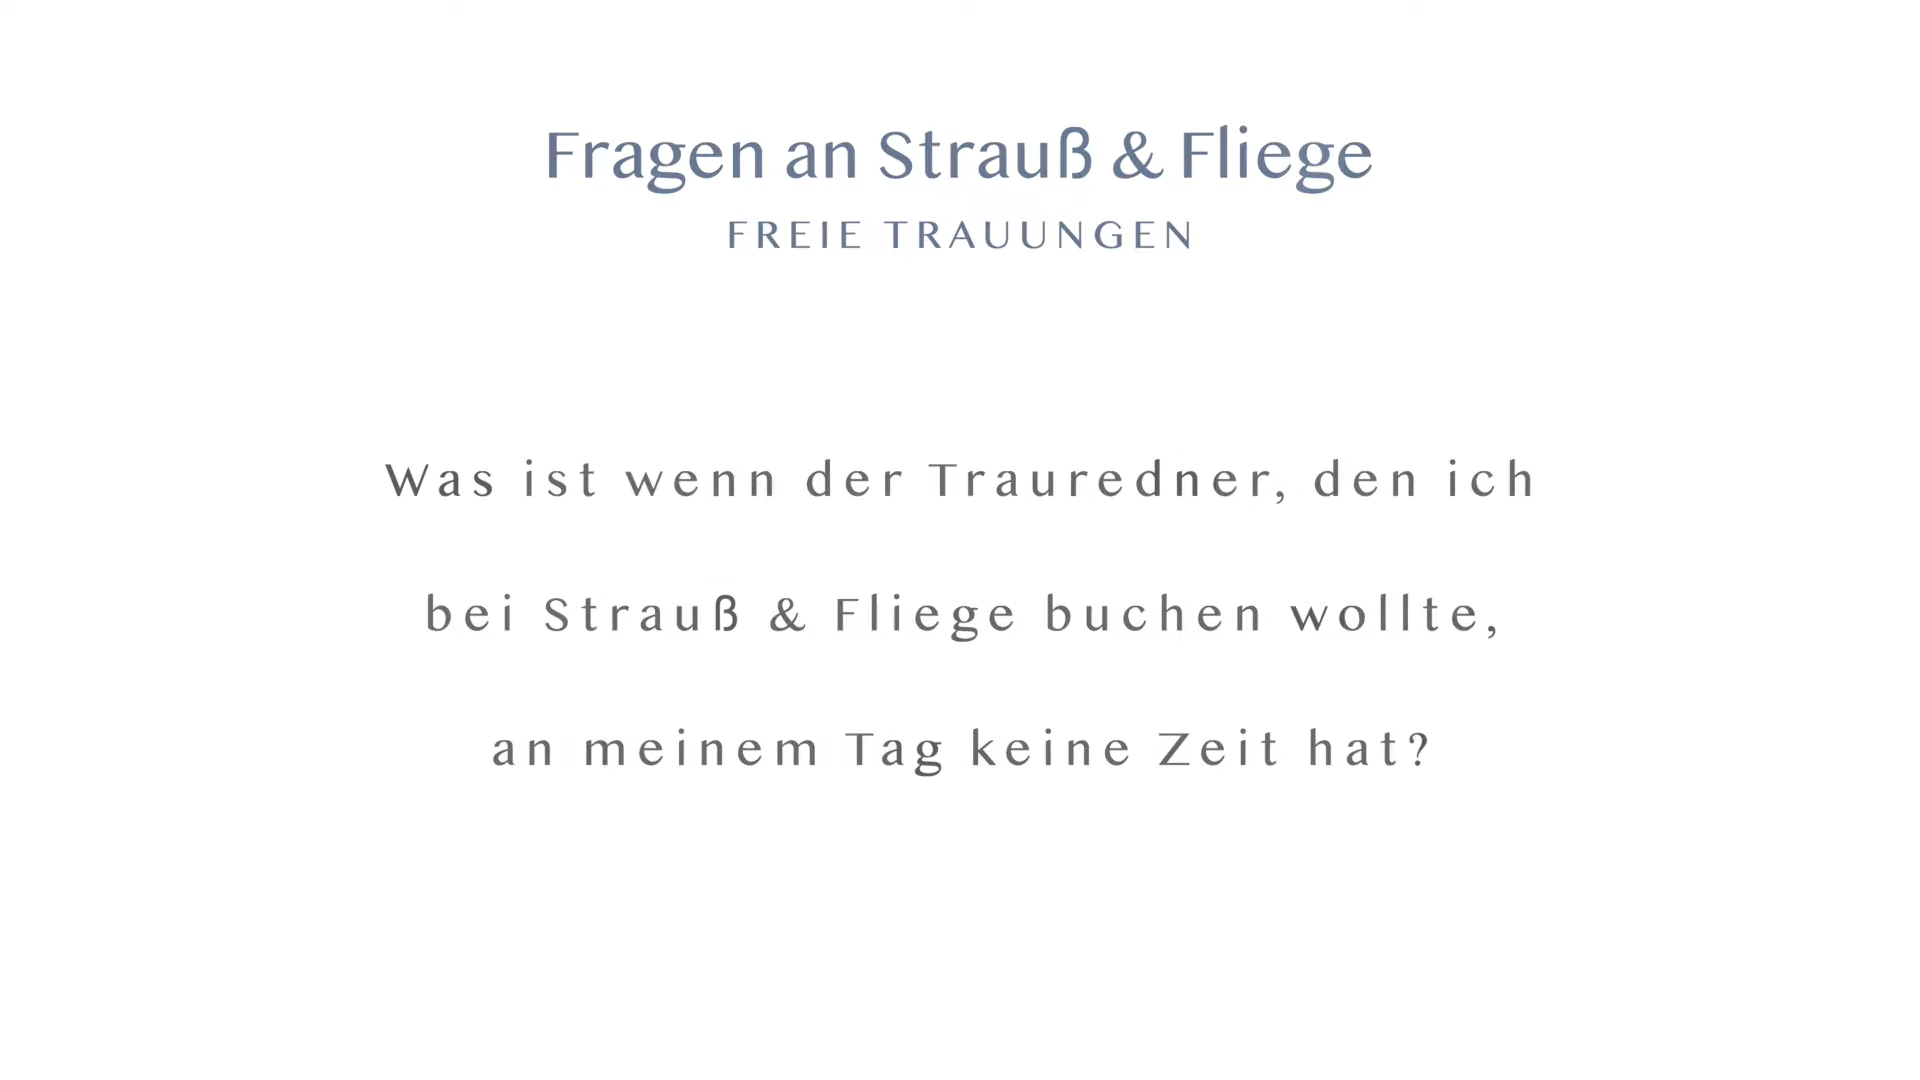 Fragen an Strauß & Fliege
FREIE TRAUUNGEN
Was ist wenn der Trauredner, den ich
bei Strauß & Fliege buchen wollte,
an meinem Tag keine Zeit hat?